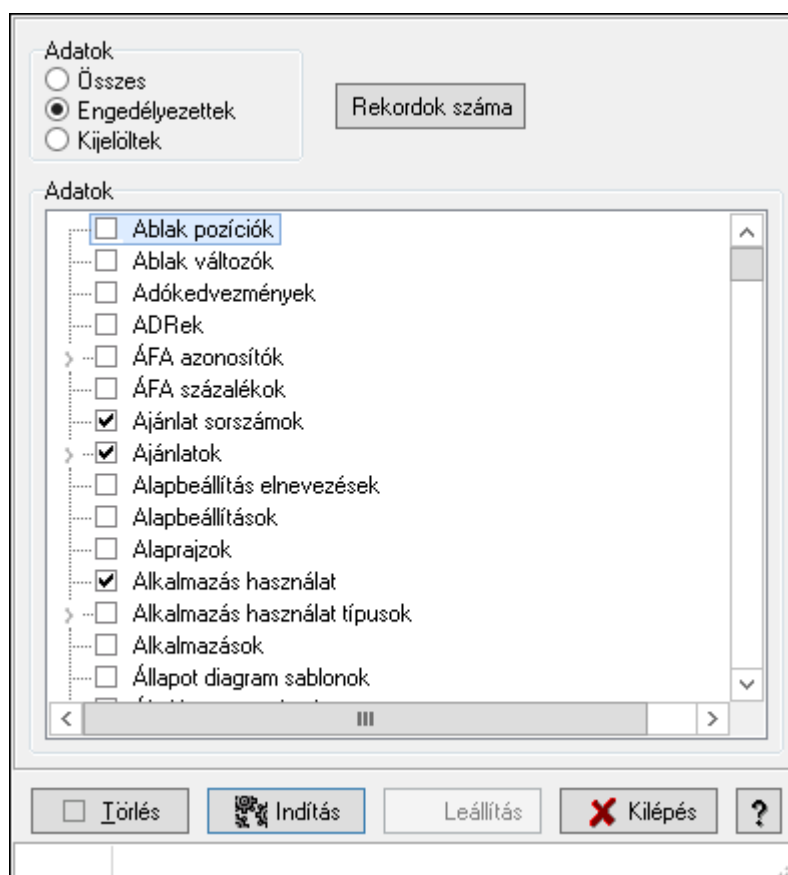 Adatok
Összes
Engedélyezettek
Kijelöltek
Rekordok száma
Adatok
Ablak pozíciók
Ablak változók
Adókedvezmények
ADRek
ÁFA azonosítók
ÁFA százalékok
Ajánlat sorszámok
Ajánlatok
Alapbeállítás elnevezések
Alapbeállítások
Alaprajzok
Alkalmazás használat
Alkalmazás használat típusok
Alkalmazások
Állapot diagram sablonok
Törlés Indítás Leállítás Kilépés ?